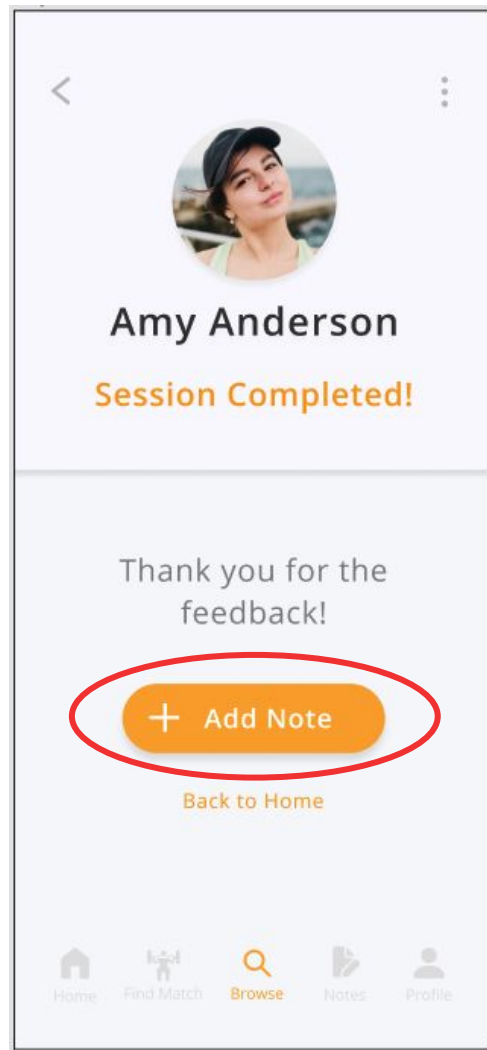 Amy Anderson
Session Completed!
Thank you for the
feedback!
+ Add Note
Back to Home
Home Find Match Browse Notes Profile